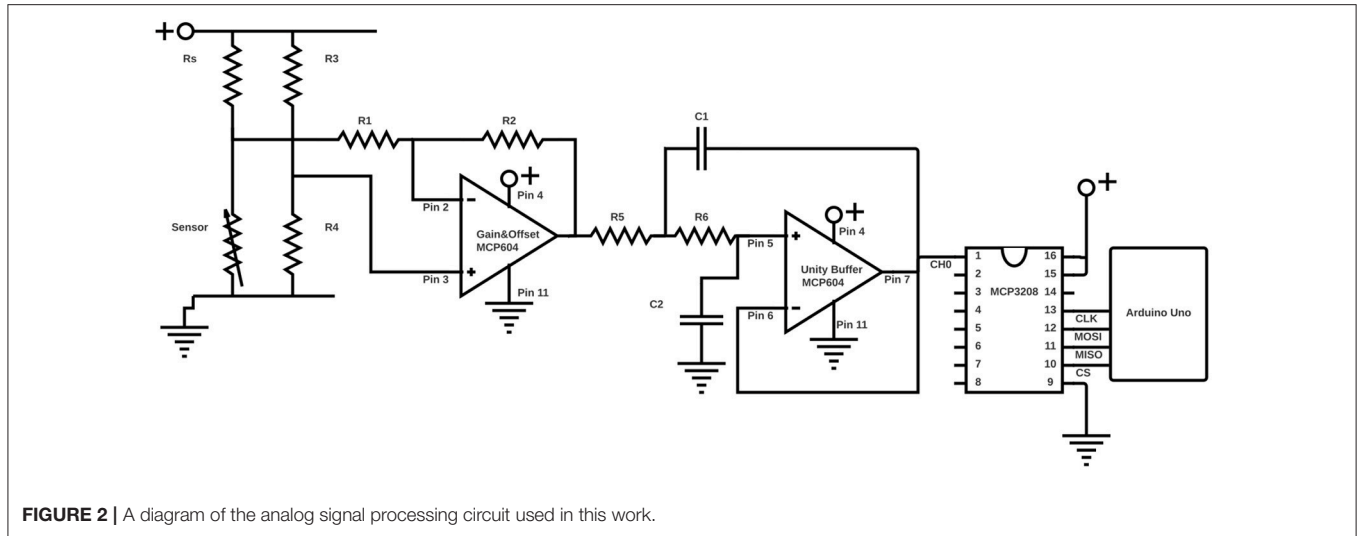 +
Rs
R3
R1
R2
C1
Sensor
R4
Pin 2
−
+
Pin 4
Gain&Offset
MCP604
Pin 3
+
Pin 11
R5
R6
C2
Pin 5
+
+
Pin 4
Unity Buffer
MCP604
Pin 7
Pin 6
−
Pin 11
+
CH0
1
2
3
4
5
6
7
8
MCP3208
16
15
14
13
12
11
10
9
CLK
MOSI
MISO
CS
Arduino Uno
FIGURE 2 | A diagram of the analog signal processing circuit used in this work.